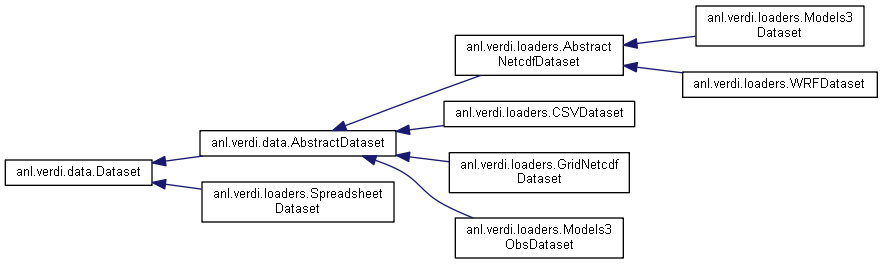 anl.verdi.data.Dataset
anl.verdi.data.AbstractDataset
anl.verdi.loaders.Spreadsheet
Dataset
anl.verdi.loaders.Abstract
NetcdfDataset
anl.verdi.loaders.CSVDataset
anl.verdi.loaders.GridNetcdf
Dataset
anl.verdi.loaders.Models3
ObsDataset
anl.verdi.loaders.Models3
Dataset
anl.verdi.loaders.WRFDataset